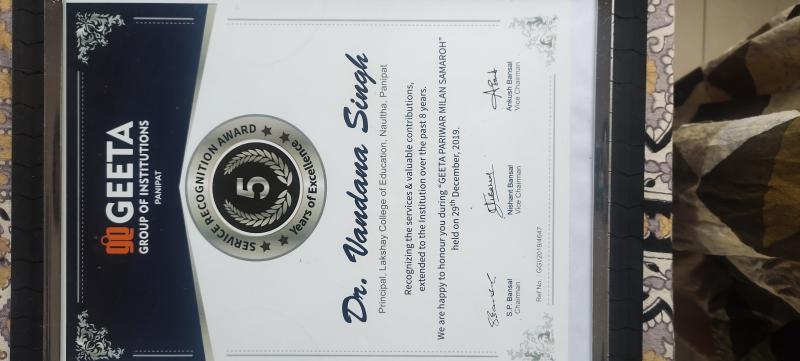 GEETA
GROUP OF INSTITUTIONS
PANIPAT
SERVICE RECOGNITION AWARD
5
Years of Excellence
Dr. Vandana Singh
Principal, Lakshay College of Education, Naultha, Panipat
Recognizing the services & valuable contributions,
extended to the Institution over the past 8 years.
We are happy to honour you during "GEETA PARIWAR MILAN SAMAROH"
held on 29th December, 2019.
S.P. Bansal Nishant Bansal Ankush Bansal
Chairman Vice Chairman Vice Chairman
Ref No. : GGI/2019/4647